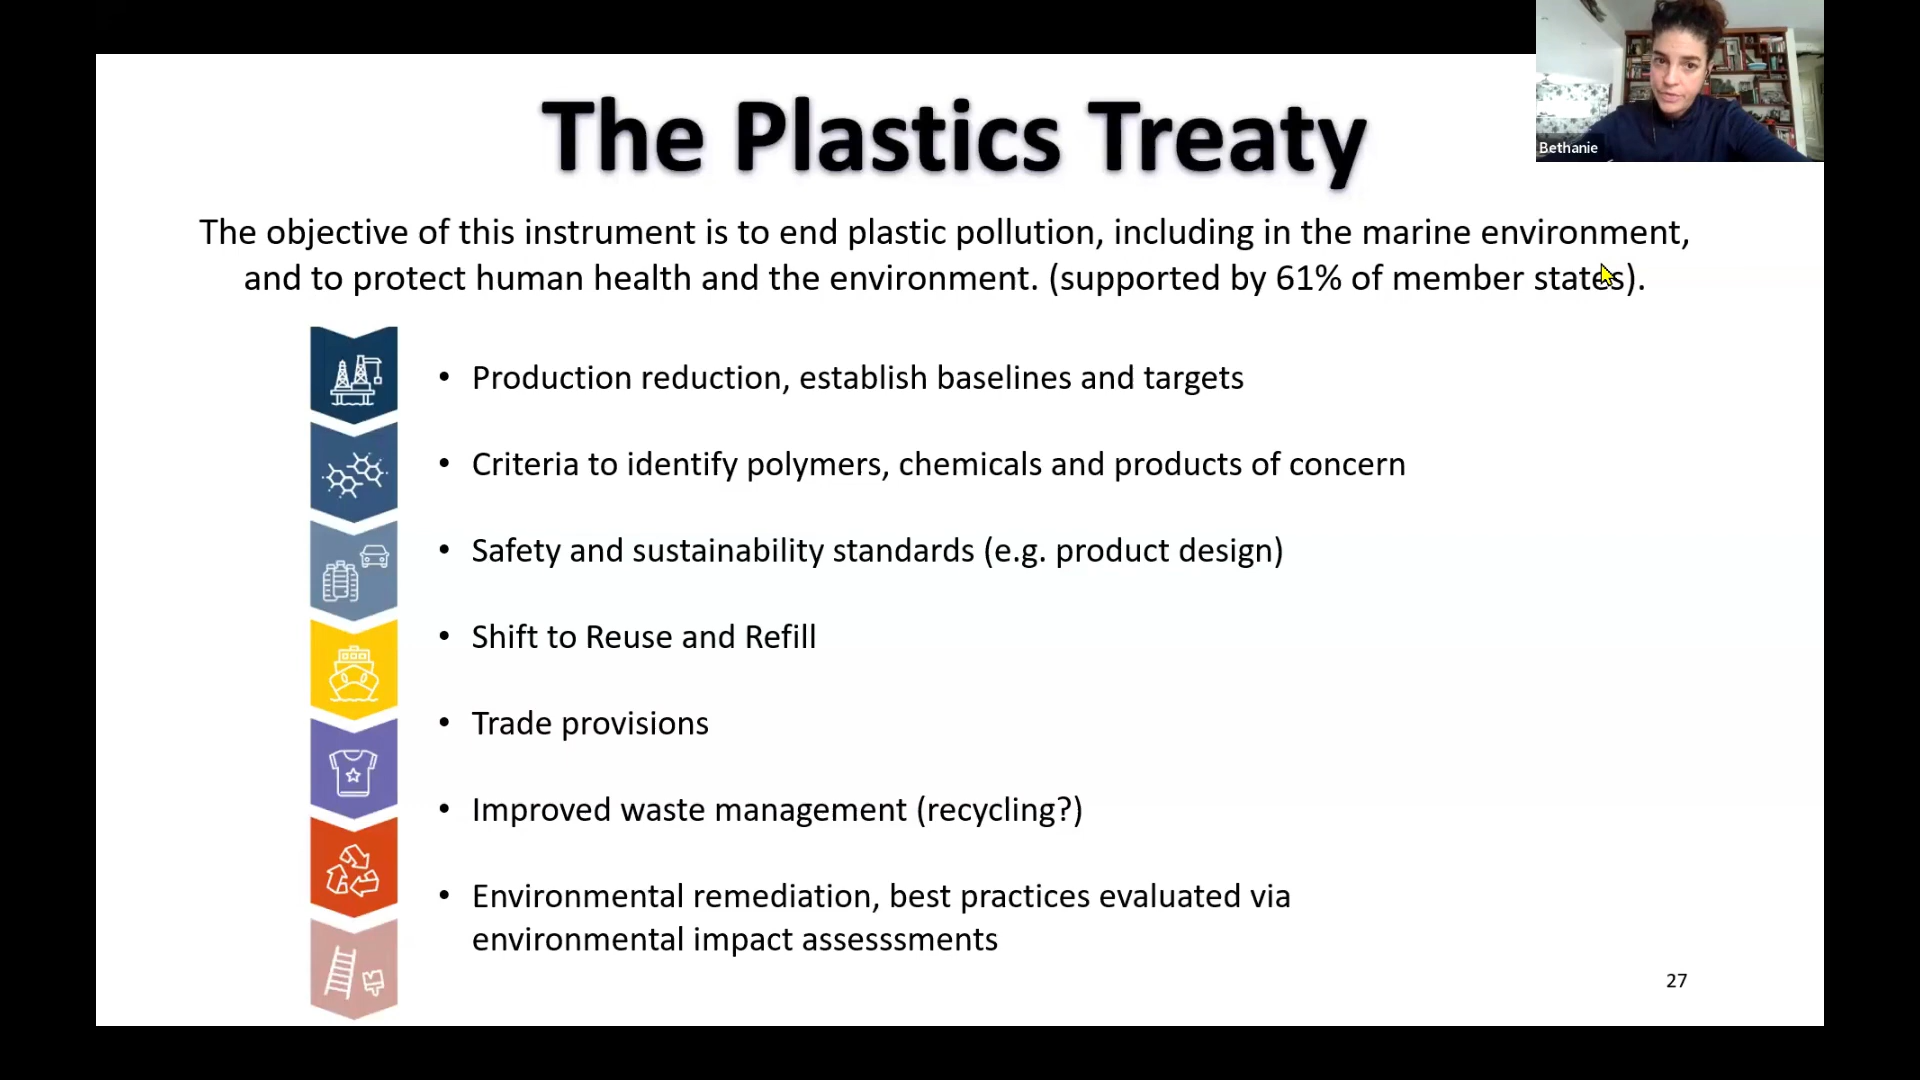 The Plastics Treaty
Bethanie
The objective of this instrument is to end plastic pollution, including in the marine environment,
and to protect human health and the environment. (supported by 61% of member states).
• Production reduction, establish baselines and targets
• Criteria to identify polymers, chemicals and products of concern
• Safety and sustainability standards (e.g. product design)
• Shift to Reuse and Refill
• Trade provisions
• Improved waste management (recycling?)
• Environmental remediation, best practices evaluated via
environmental impact assesssments
27